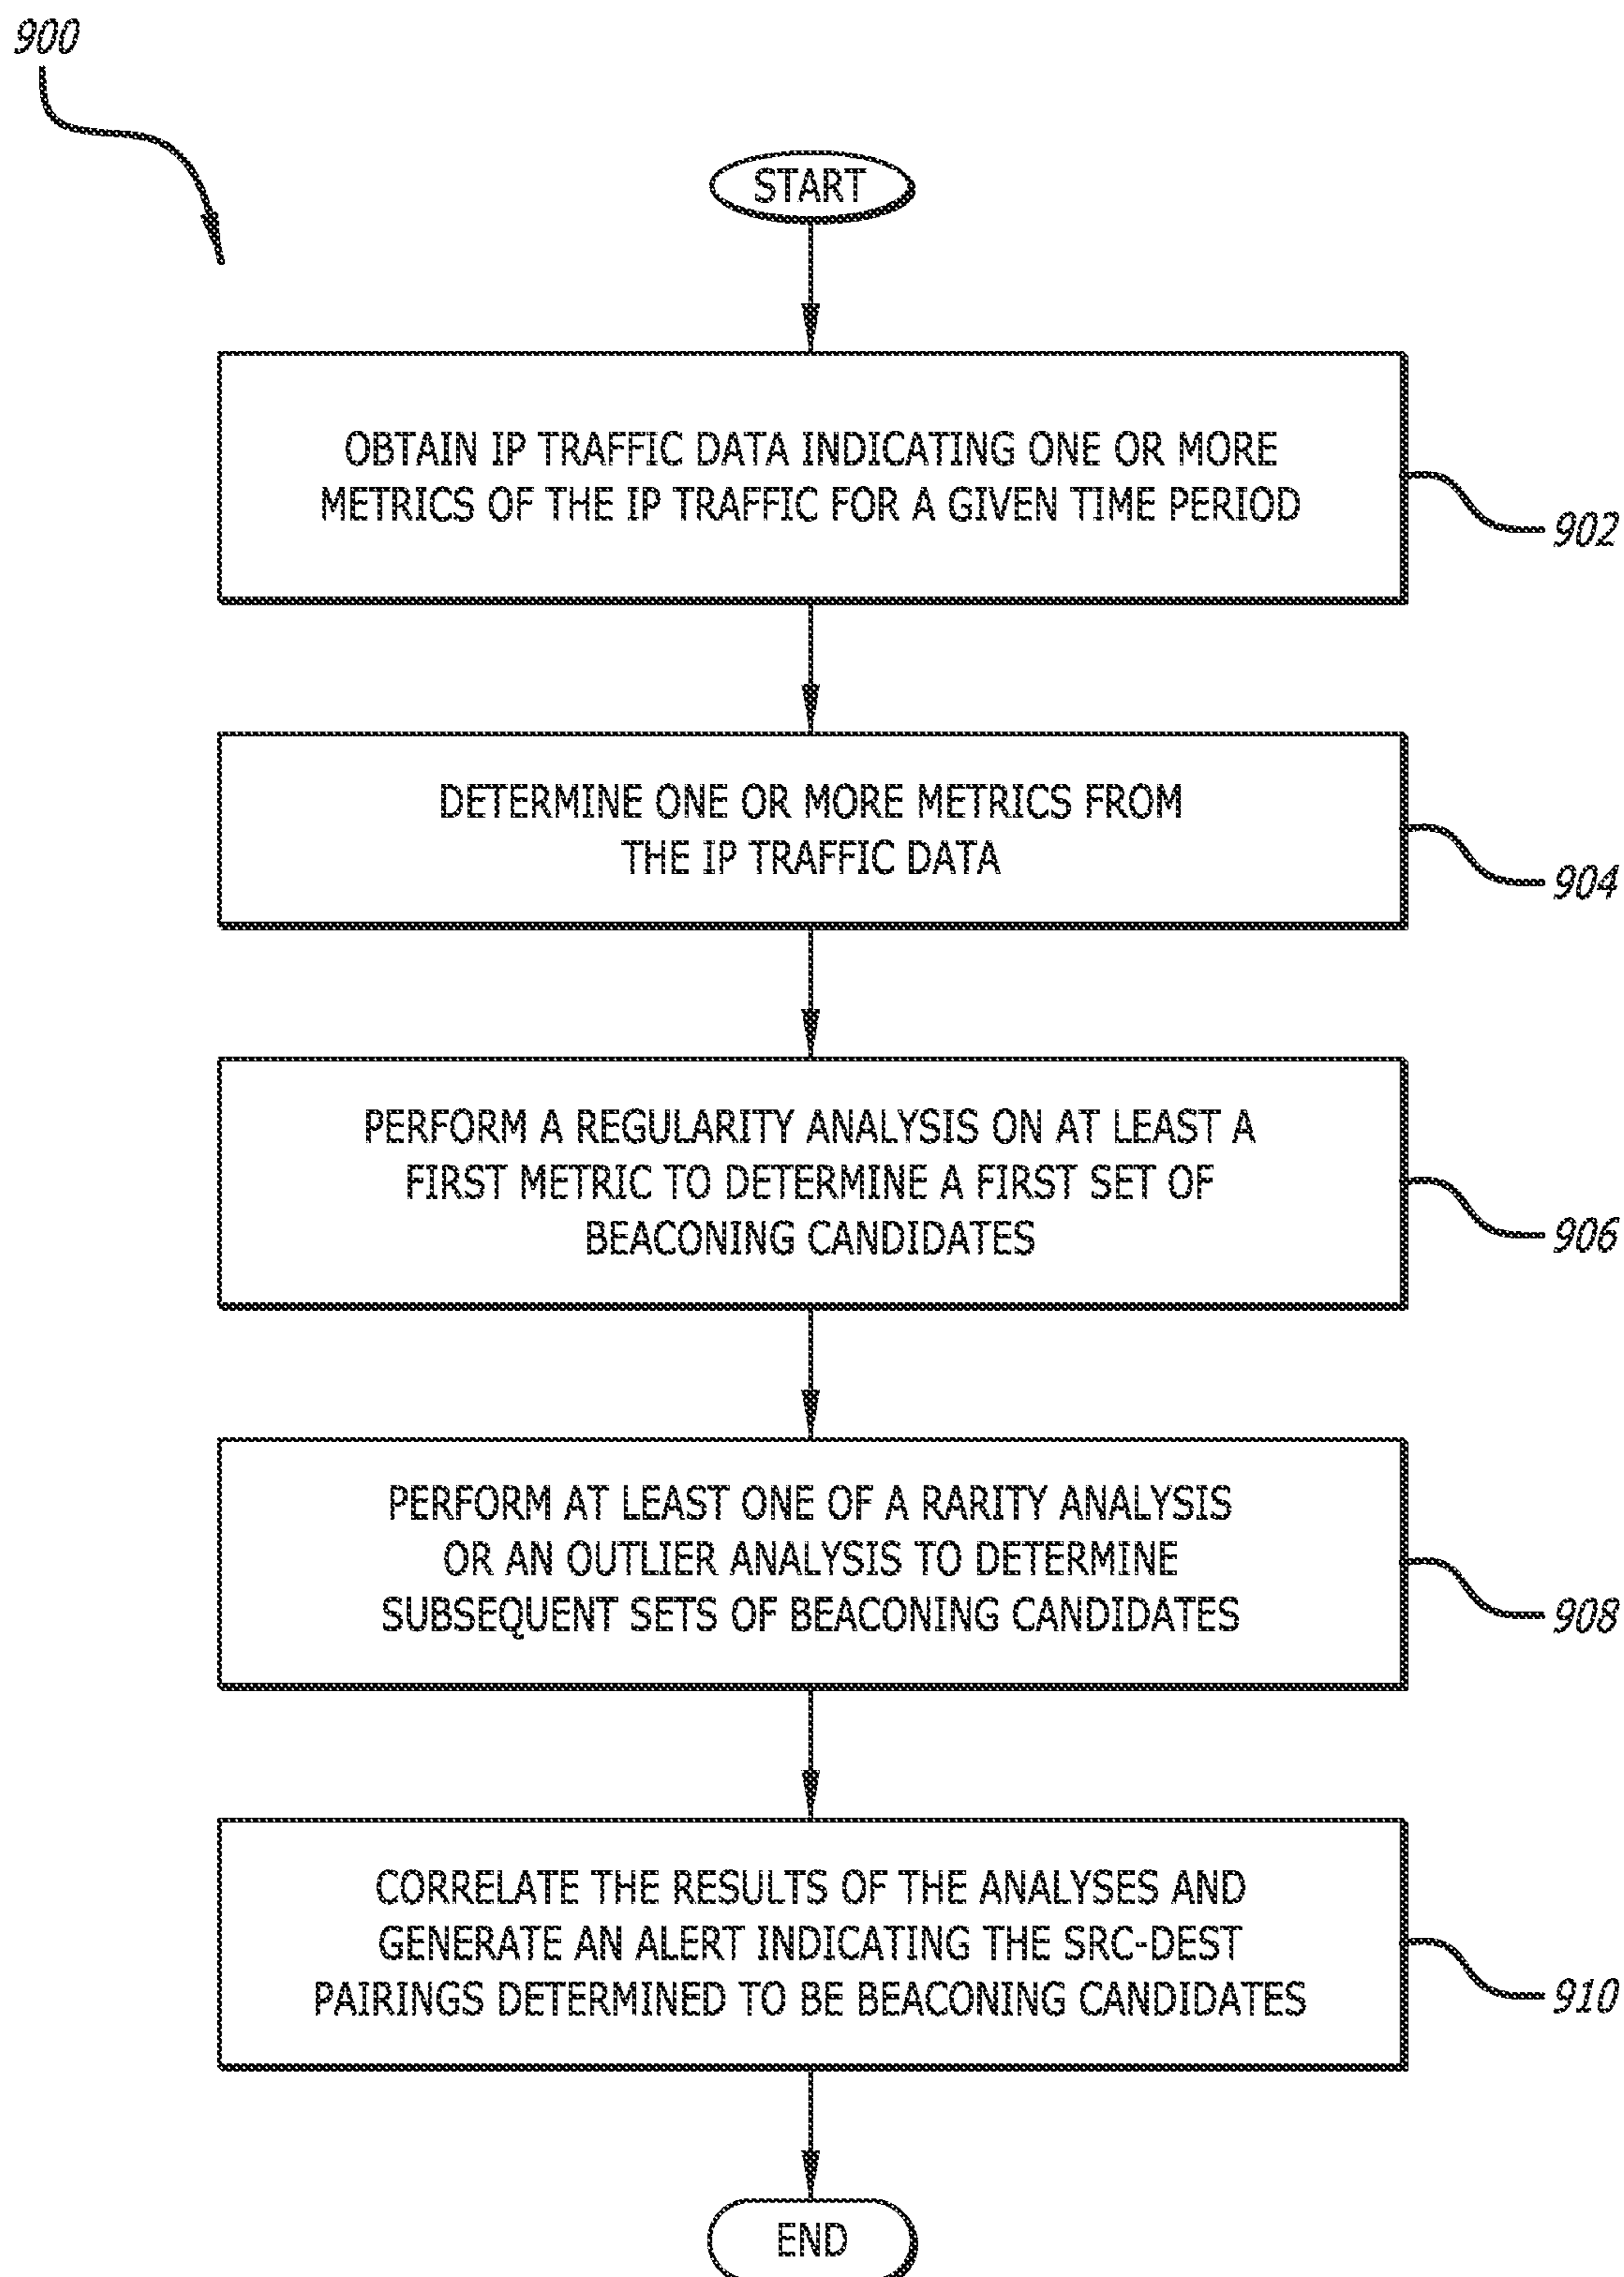 900
START
OBTAIN IP TRAFFIC DATA INDICATING ONE OR MORE
METRICS OF THE IP TRAFFIC FOR A GIVEN TIME PERIOD
902
DETERMINE ONE OR MORE METRICS FROM
THE IP TRAFFIC DATA
904
PERFORM A REGULARITY ANALYSIS ON AT LEAST A
FIRST METRIC TO DETERMINE A FIRST SET OF
BEACONING CANDIDATES
906
PERFORM AT LEAST ONE OF A RARITY ANALYSIS
OR AN OUTLIER ANALYSIS TO DETERMINE
SUBSEQUENT SETS OF BEACONING CANDIDATES
908
CORRELATE THE RESULTS OF THE ANALYSES AND
GENERATE AN ALERT INDICATING THE SRC-DEST
PAIRINGS DETERMINED TO BE BEACONING CANDIDATES
910
END